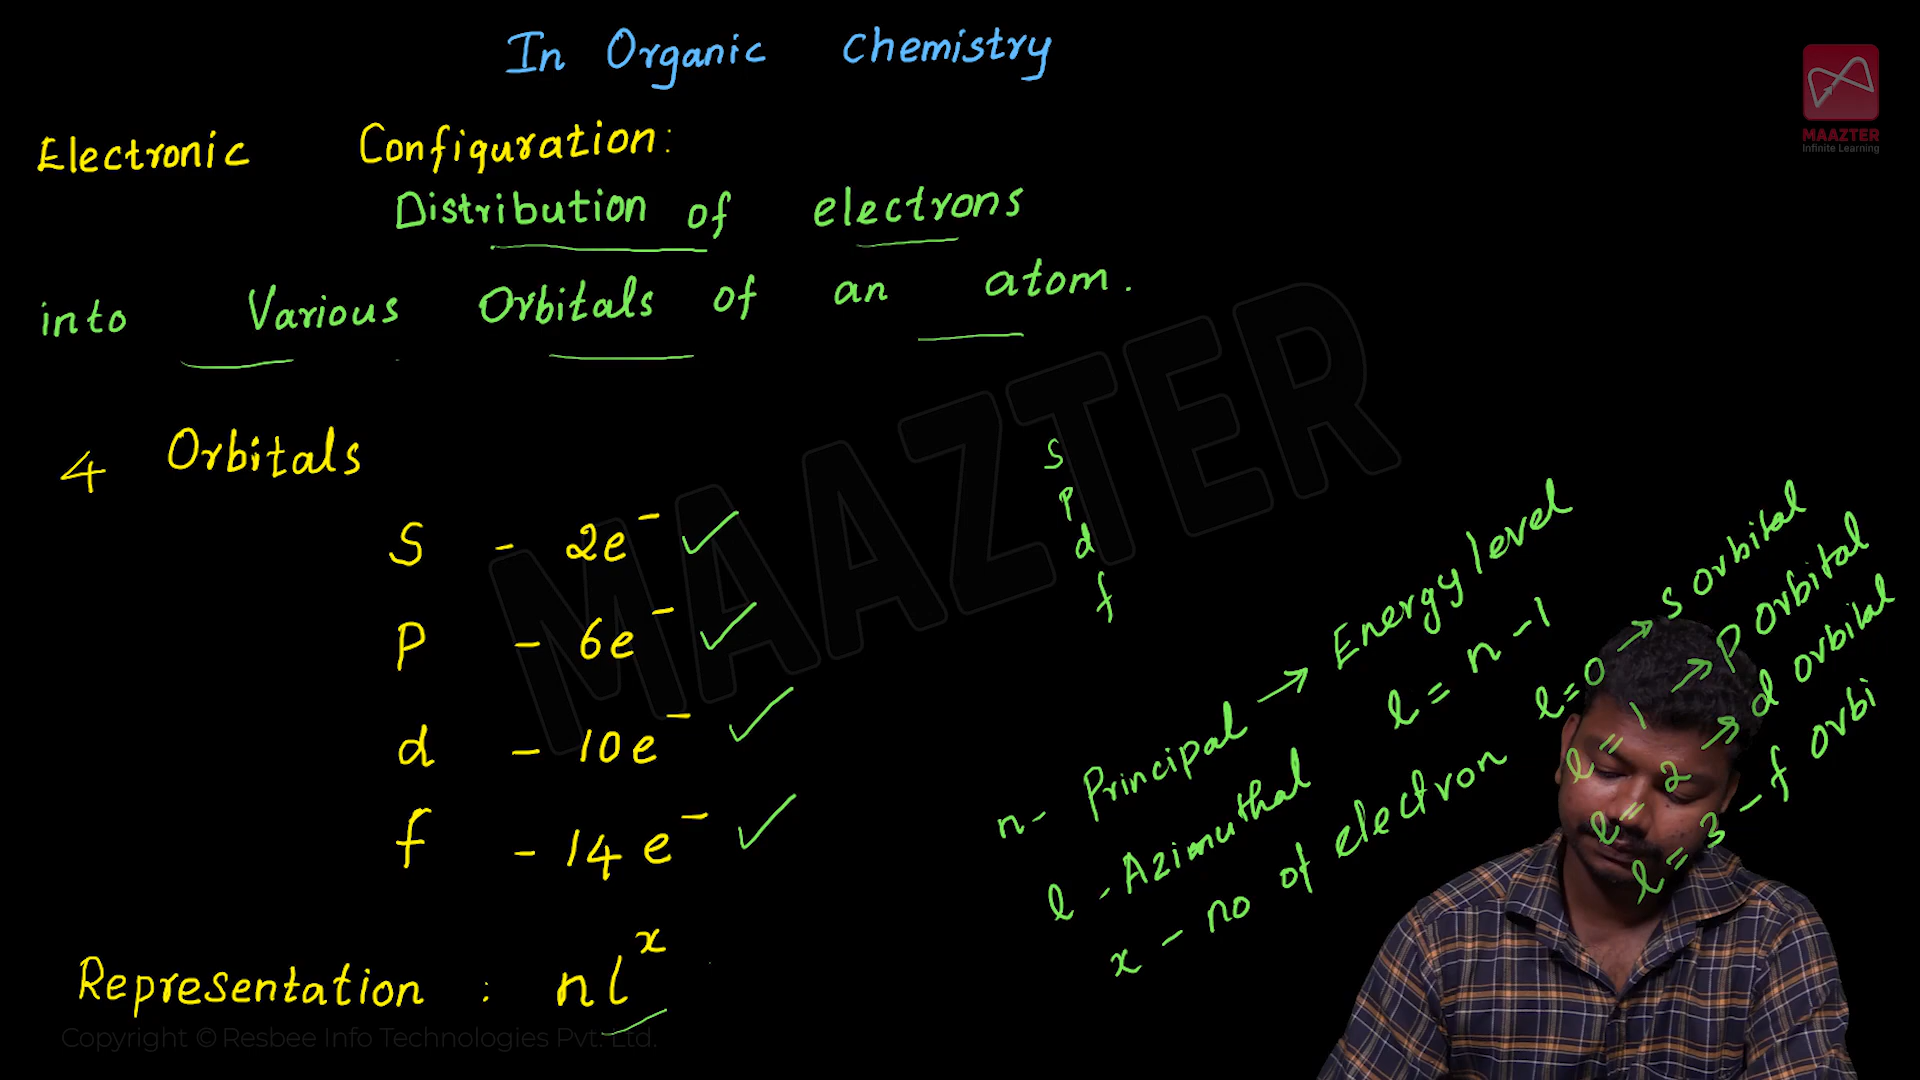 In Organic Chemistry
MAAZTER
Infinite Learning
Electronic Configuration:
Distribution of electrons
into Various Orbitals of an atom.
4 Orbitals
S - 2e⁻ ✓
P - 6e⁻ ✓
d - 10e⁻ ✓
f - 14e⁻ ✓
Representation : nlˣ
S
P
d
f
n - Principal → Energy level
l - Azimuthal l = n - 1
x - no of electron
l = 0 → s orbital
l = 1 → P orbital
l = 2 → d orbital
l = 3 - f orbi
MAAZTER
Copyright © Resbee Info Technologies Pvt. Ltd.